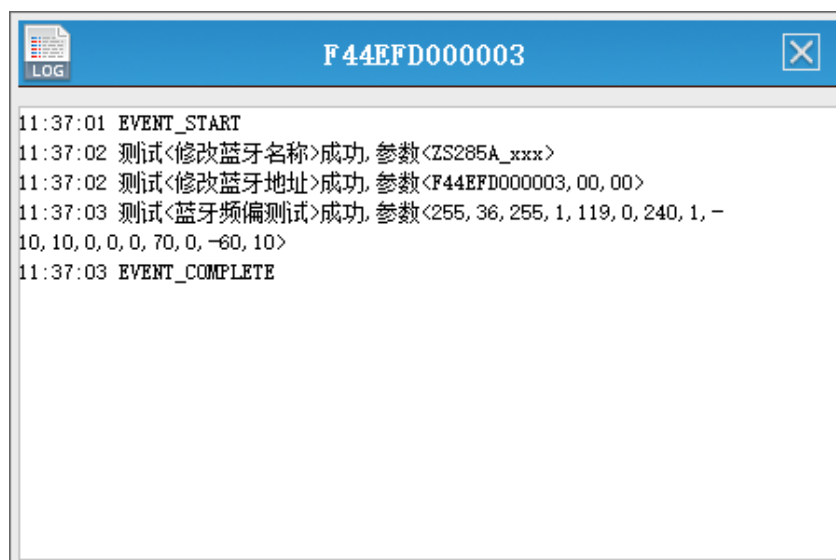 LOG
F44EFD000003
11:37:01 EVENT_START
11:37:02 测试<修改蓝牙名称>成功,参数<ZS285A_xxx>
11:37:02 测试<修改蓝牙地址>成功,参数<F44EFD000003,00,00>
11:37:03 测试<蓝牙频偏测试>成功,参数<255,36,255,1,119,0,240,1,-
10,10,0,0,0,70,0,-60,10>
11:37:03 EVENT_COMPLETE